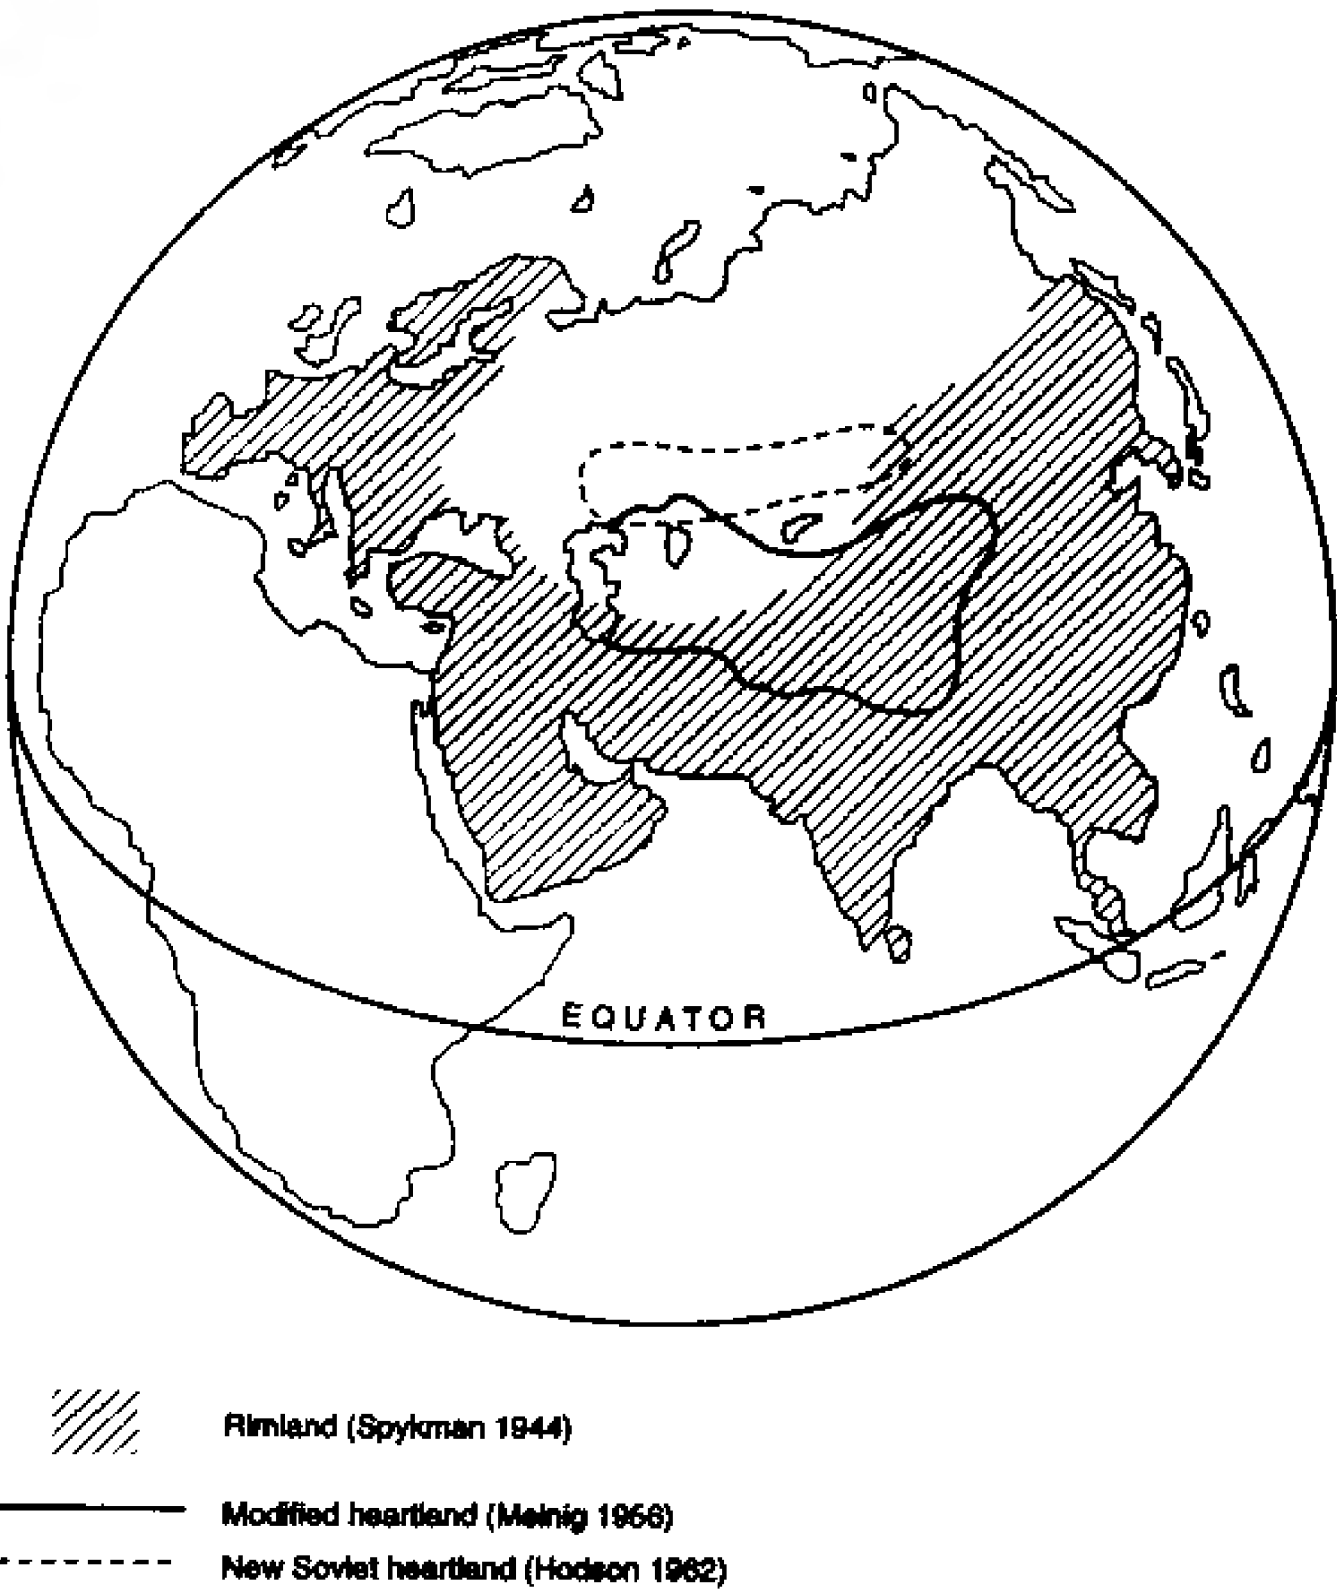 EQUATOR
Rimland (Spykman 1944)
Modified heartland (Meinig 1956)
New Soviet heartland (Hodson 1962)